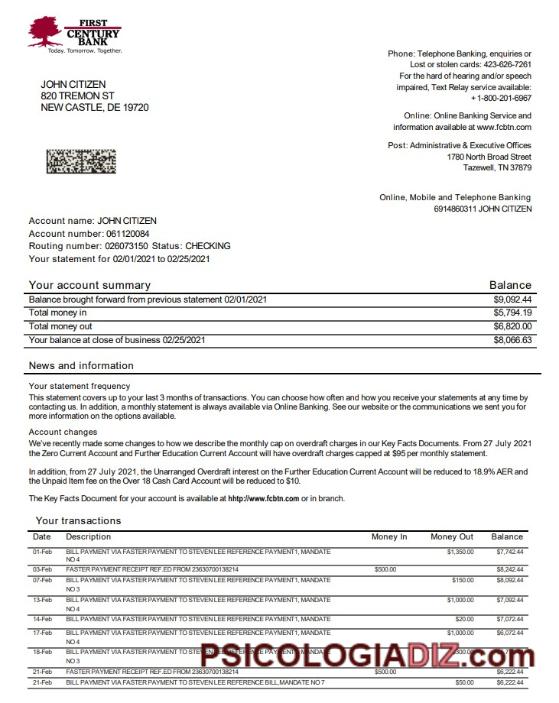 FIRST
CENTURY
BANK
Today. Tomorrow. Together.
Phone: Telephone Banking, enquiries or
Lost or stolen cards: 423-626-7261
For the hard of hearing and/or speech
impaired, Text Relay service available:
+1-800-201-6967
Online: Online Banking Service and
information available at www.fcbtn.com
Post: Administrative & Executive Offices
1780 North Broad Street
Tazewell, TN 37879
Online, Mobile and Telephone Banking
6914860311 JOHN CITIZEN
JOHN CITIZEN
820 TREMON ST
NEW CASTLE, DE 19720
Account name: JOHN CITIZEN
Account number: 061120084
Routing number: 026073150 Status: CHECKING
Your statement for 02/01/2021 to 02/25/2021
Your account summary Balance
Balance brought forward from previous statement 02/01/2021 $9,092.44
Total money in $5,794.19
Total money out $6,820.00
Your balance at close of business 02/25/2021 $8,066.63
News and information
Your statement frequency
This statement covers up to your last 3 months of transactions. You can choose how often and how you receive your statements at any time by
contacting us. In addition, a monthly statement is always available via Online Banking. See our website or the communications we sent you for
more information on the options available.
Account changes
We've recently made some changes to how we describe the monthly cap on overdraft charges in our Key Facts Documents. From 27 July 2021
the Zero Current Account and Further Education Current Account will have overdraft charges capped at $95 per monthly statement.
In addition, from 27 July 2021, the Unarranged Overdraft interest on the Further Education Current Account will be reduced to 18.9% AER and
the Unpaid Item fee on the Over 18 Cash Card Account will be reduced to $10.
The Key Facts Document for your account is available at hhtp://www.fcbtn.com or in branch.
Your transactions
Date Description Money In Money Out Balance
01-Feb BILL PAYMENT VIA FASTER PAYMENT TO STEVEN LEE REFERENCE PAYMENT1, MANDATE $1,350.00 $7,742.44
NO 4
03-Feb FASTER PAYMENT RECEIPT REF.ED FROM 23630700138214 $500.00 $8,242.44
07-Feb BILL PAYMENT VIA FASTER PAYMENT TO STEVEN LEE REFERENCE PAYMENT1, MANDATE $150.00 $8,092.44
NO 3
13-Feb BILL PAYMENT VIA FASTER PAYMENT TO STEVEN LEE REFERENCE PAYMENT1, MANDATE $1,000.00 $7,092.44
NO 4
14-Feb BILL PAYMENT VIA FASTER PAYMENT TO STEVEN LEE REFERENCE PAYMENT1, MANDATE $20.00 $7,072.44
17-Feb BILL PAYMENT VIA FASTER PAYMENT TO STEVEN LEE REFERENCE PAYMENT1, MANDATE $1,000.00 $6,072.44
NO 4
18-Feb BILL PAYMENT VIA FASTER PAYMENT TO STEVEN LEE REFERENCE PAYMENT1, MANDATE
NO 3
PSICOLOGIADIZ.com
21-Feb FASTER PAYMENT RECEIPT REF.ED FROM 23630700138214 $500.00 $6,222.44
21-Feb BILL PAYMENT VIA FASTER PAYMENT TO STEVEN LEE REFERENCE BILL, MANDATE NO 7 $50.00 $6,222.44